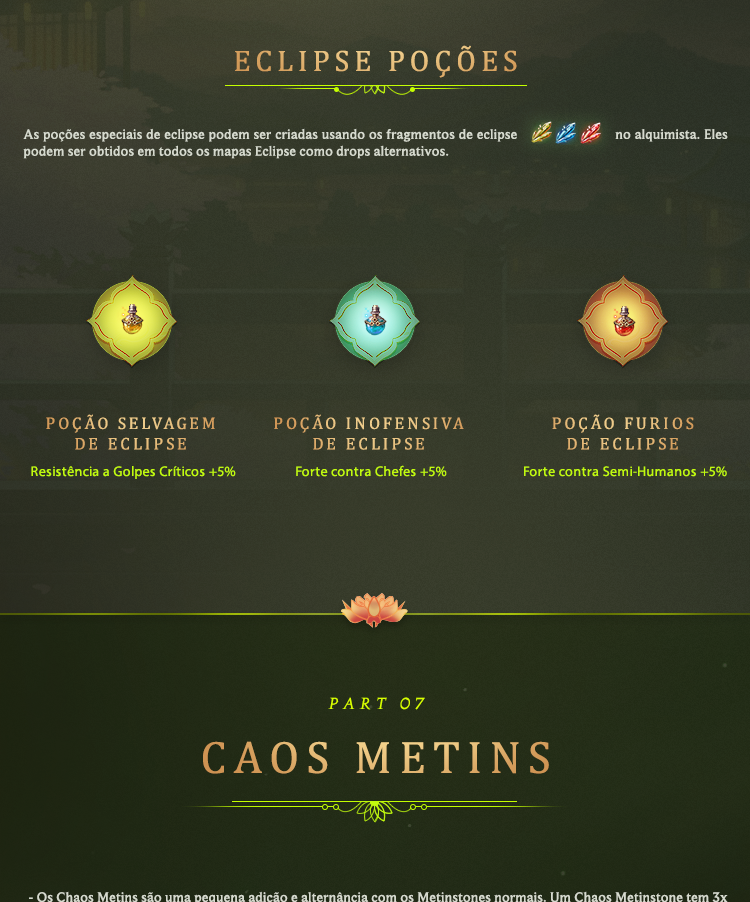 ECLIPSE POÇÕES
As poções especiais de eclipse podem ser criadas usando os fragmentos de eclipse no alquimista. Eles
podem ser obtidos em todos os mapas Eclipse como drops alternativos.
POÇÃO SELVAGEM
DE ECLIPSE
Resistência a Golpes Críticos +5%
POÇÃO INOFENSIVA
DE ECLIPSE
Forte contra Chefes +5%
POÇÃO FURIOS
DE ECLIPSE
Forte contra Semi-Humanos +5%
PART 07
CAOS METINS
- Os Chaos Metins são uma pequena adição e alternância com os Metinstones normais. Um Chaos Metinstone tem 3x